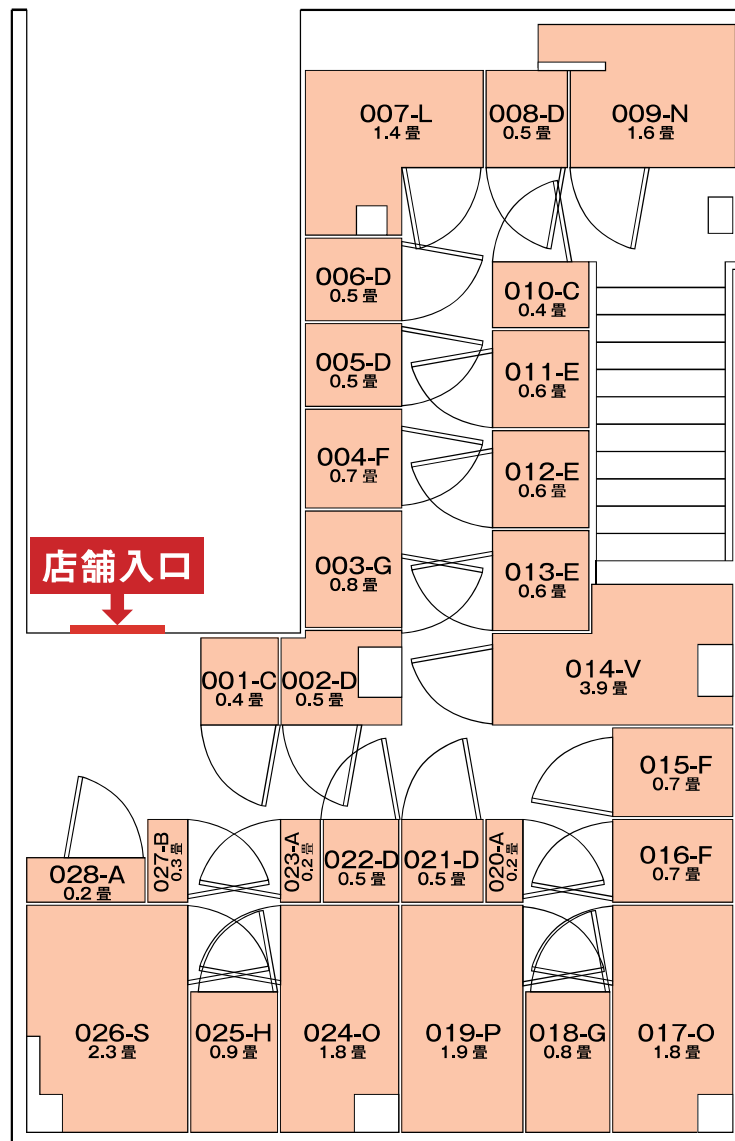 007-L
1.4 畳
008-D
0.5 畳
009-N
1.6 畳
006-D
0.5 畳
010-C
0.4 畳
005-D
0.5 畳
011-E
0.6 畳
004-F
0.7 畳
012-E
0.6 畳
店舗入口
003-G
0.8 畳
013-E
0.6 畳
001-C
0.4 畳
002-D
0.5 畳
014-V
3.9 畳
015-F
0.7 畳
028-A
0.2 畳
027-B
0.3 畳
023-A
0.2 畳
022-D
0.5 畳
021-D
0.5 畳
020-A
0.2 畳
016-F
0.7 畳
026-S
2.3 畳
025-H
0.9 畳
024-O
1.8 畳
019-P
1.9 畳
018-G
0.8 畳
017-O
1.8 畳